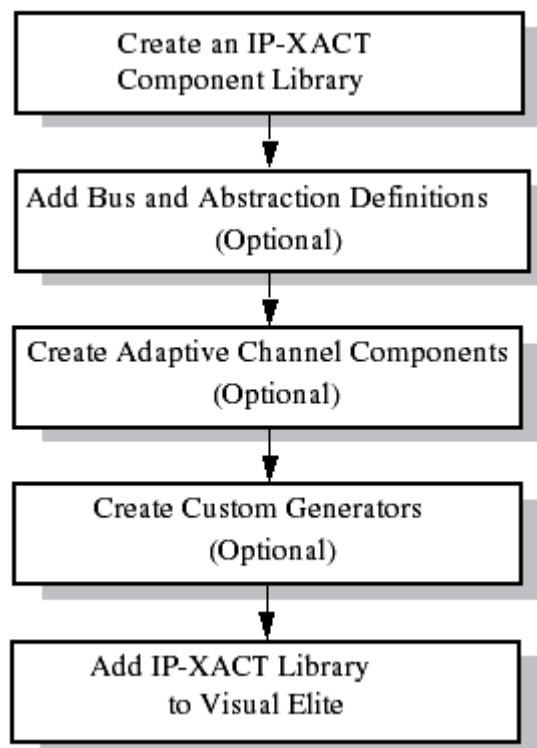 Create an IP-XACT
Component Library
Add Bus and Abstraction Definitions
(Optional)
Create Adaptive Channel Components
(Optional)
Create Custom Generators
(Optional)
Add IP-XACT Library
to Visual Elite